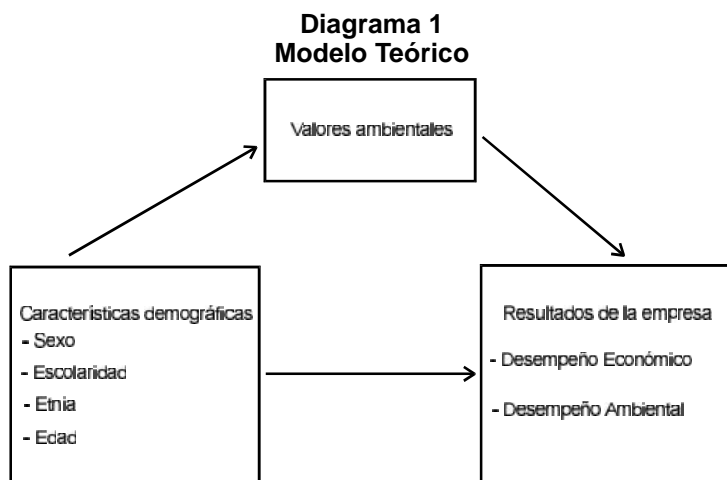 Diagrama 1
Modelo Teórico
Valores ambientales
Características demográficas
- Sexo
- Escolaridad
- Etnia
- Edad
Resultados de la empresa
- Desempeño Económico
- Desempeño Ambiental